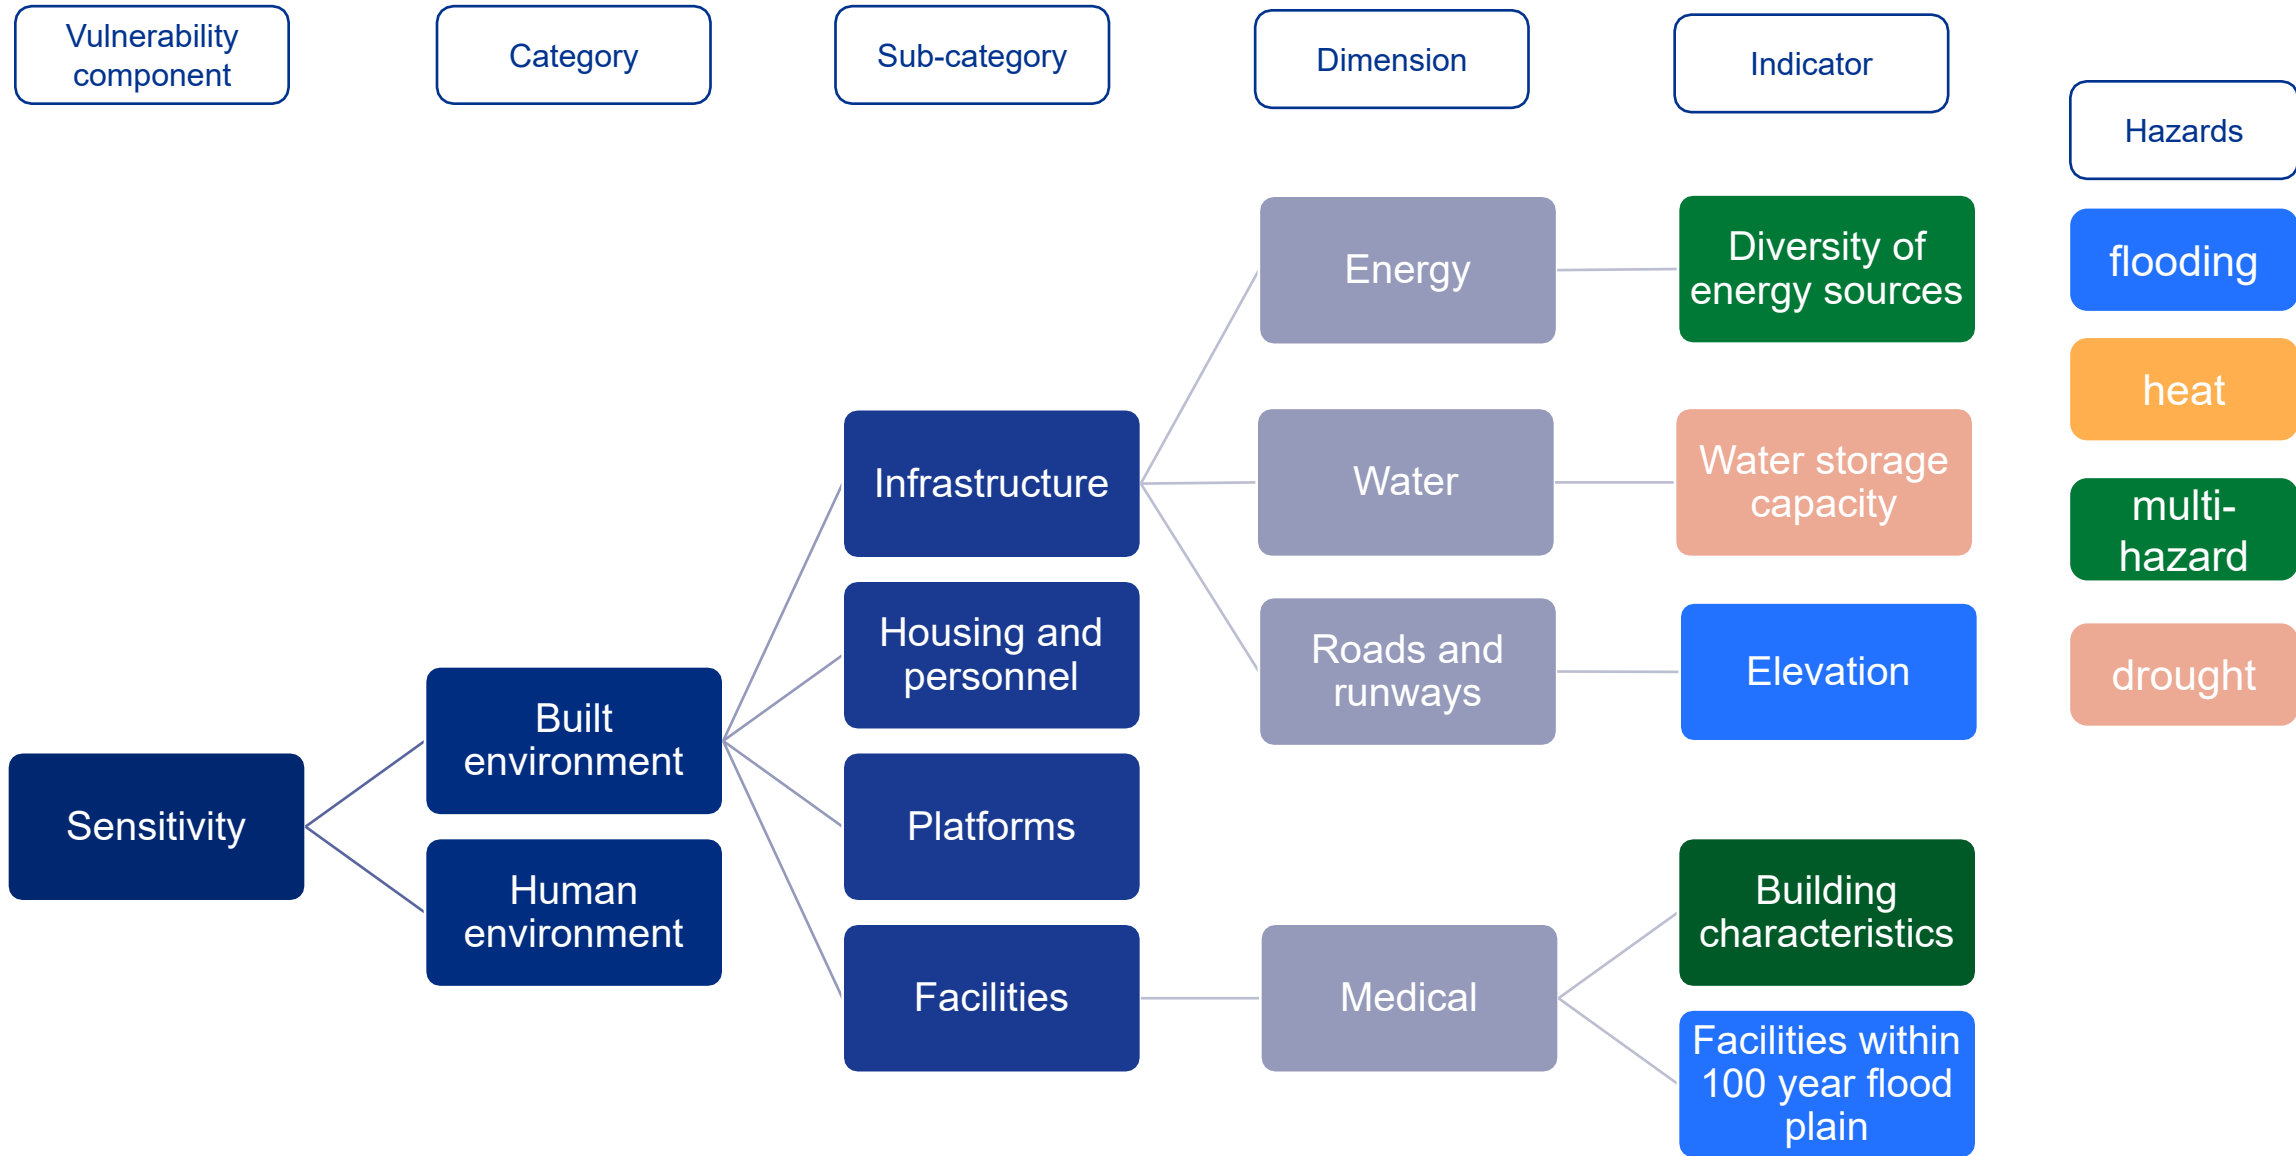 Vulnerability
component
Category
Sub-category
Dimension
Indicator
Hazards
Energy
Diversity of
energy sources
flooding
heat
Infrastructure
Water
Water storage
capacity
multi-
hazard
Housing and
personnel
Roads and
runways
Elevation
drought
Built
environment
Sensitivity
Platforms
Human
environment
Building
characteristics
Facilities
Medical
Facilities within
100 year flood
plain